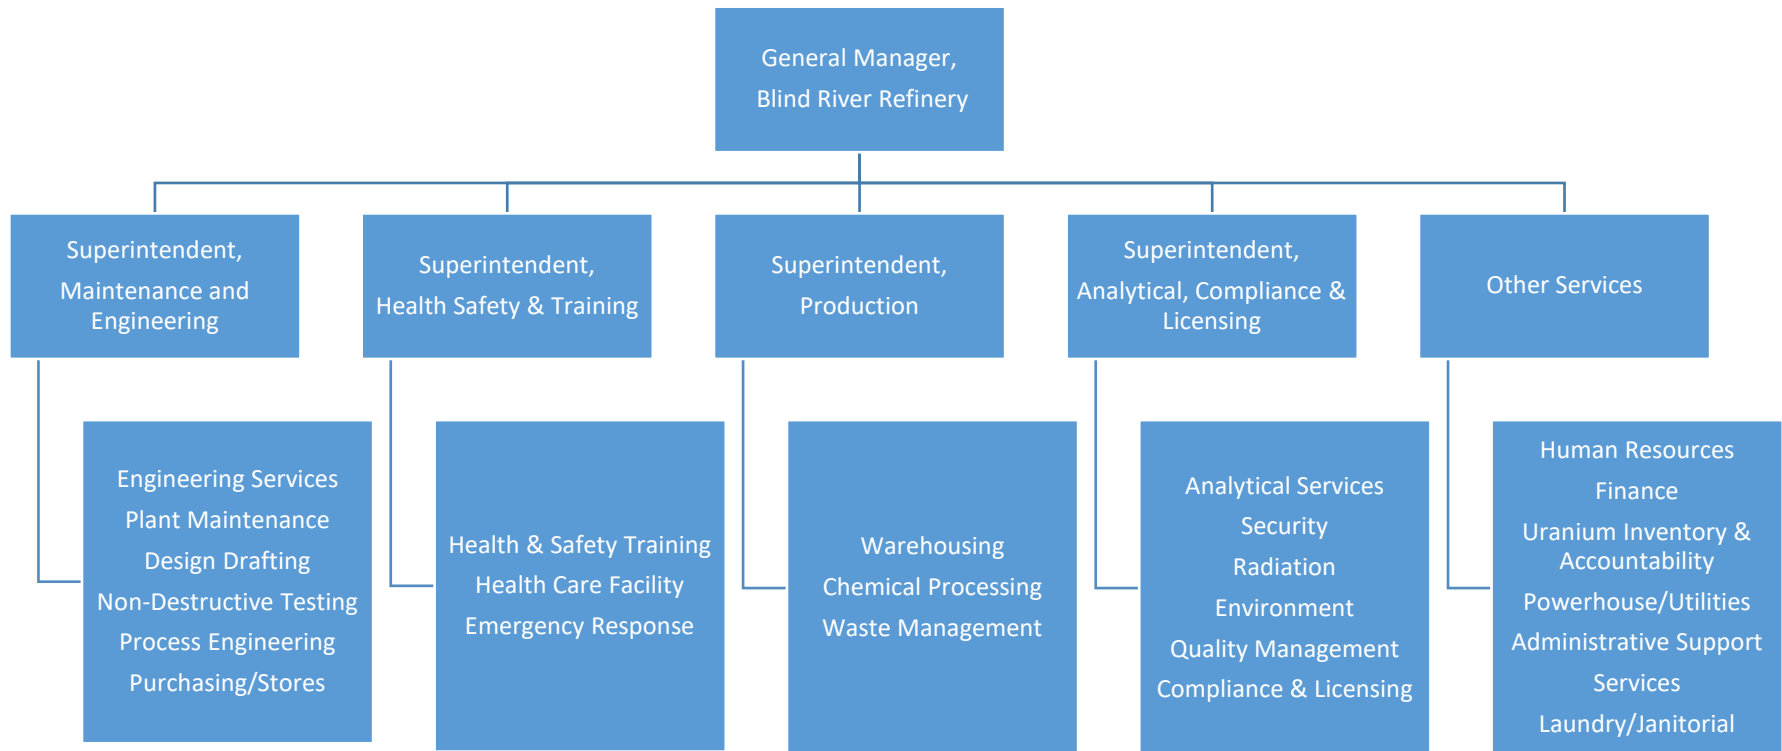 General Manager,
Blind River Refinery
Superintendent,
Maintenance and
Engineering
Superintendent,
Health Safety & Training
Superintendent,
Production
Superintendent,
Analytical, Compliance &
Licensing
Other Services
Engineering Services
Plant Maintenance
Design Drafting
Non-Destructive Testing
Process Engineering
Purchasing/Stores
Health & Safety Training
Health Care Facility
Emergency Response
Warehousing
Chemical Processing
Waste Management
Analytical Services
Security
Radiation
Environment
Quality Management
Compliance & Licensing
Human Resources
Finance
Uranium Inventory &
Accountability
Powerhouse/Utilities
Administrative Support
Services
Laundry/Janitorial